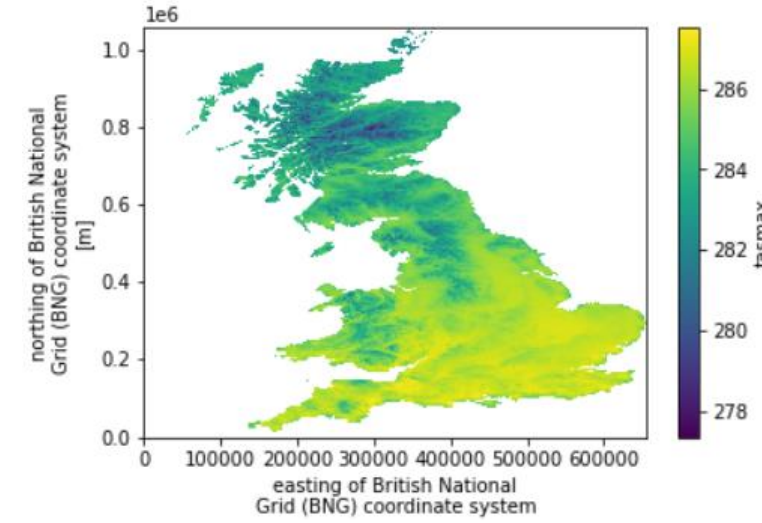 1e6
1.0
0.8
0.6
0.4
0.2
0.0
northing of British National
Grid (BNG) coordinate system
[m]
0 100000 200000 300000 400000 500000 600000
easting of British National
Grid (BNG) coordinate system
286
284
282
280
278
tasmax